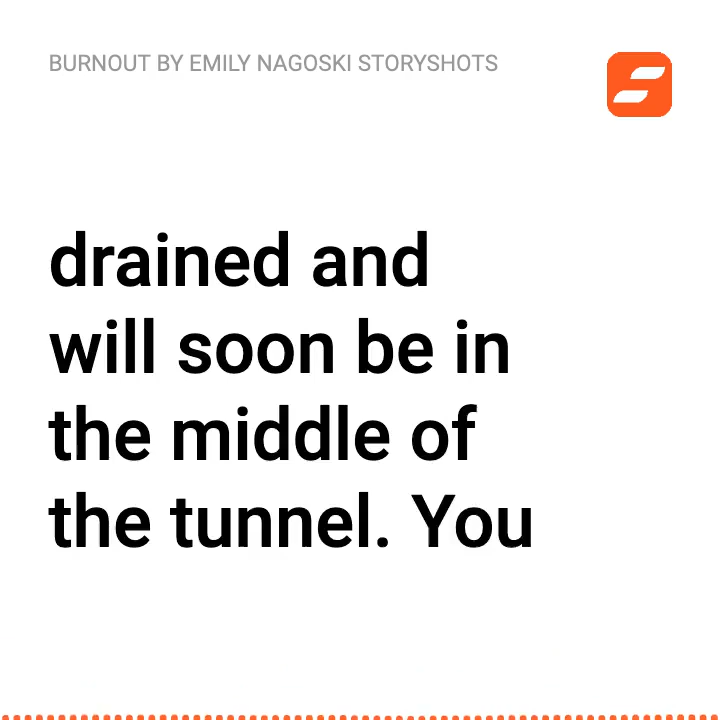 BURNOUT BY EMILY NAGOSKI STORYSHOTS
drained and
will soon be in
the middle of
the tunnel. You